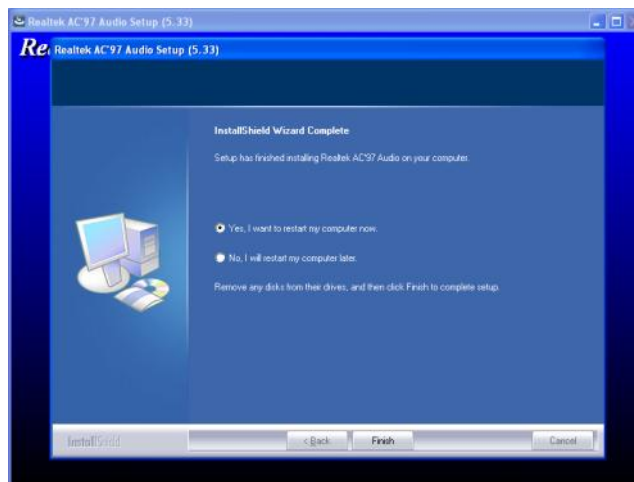 Realtek AC'97 Audio Setup (5.33)
Re
Realtek AC'97 Audio Setup (5.33)
InstallShield Wizard Complete
Setup has finished installing Realtek AC'97 Audio on your computer.
Yes, I want to restart my computer now.
No, I will restart my computer later.
Remove any disks from their drives, and then click Finish to complete setup.
InstallShield
< Back
Finish
Cancel